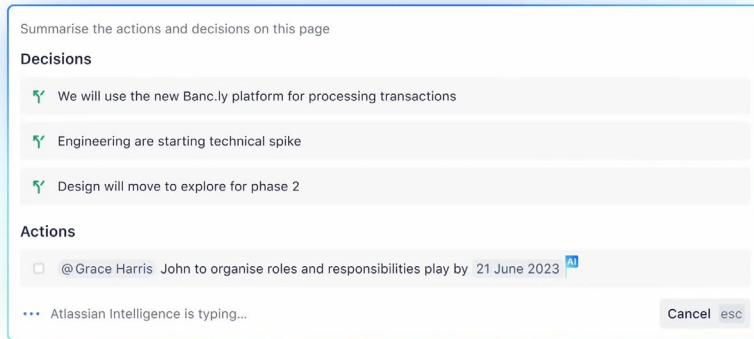 Summarise the actions and decisions on this page
Decisions
We will use the new Banc.ly platform for processing transactions
Engineering are starting technical spike
Design will move to explore for phase 2
Actions
@Grace Harris John to organise roles and responsibilities play by 21 June 2023 AI
Atlassian Intelligence is typing... Cancel esc